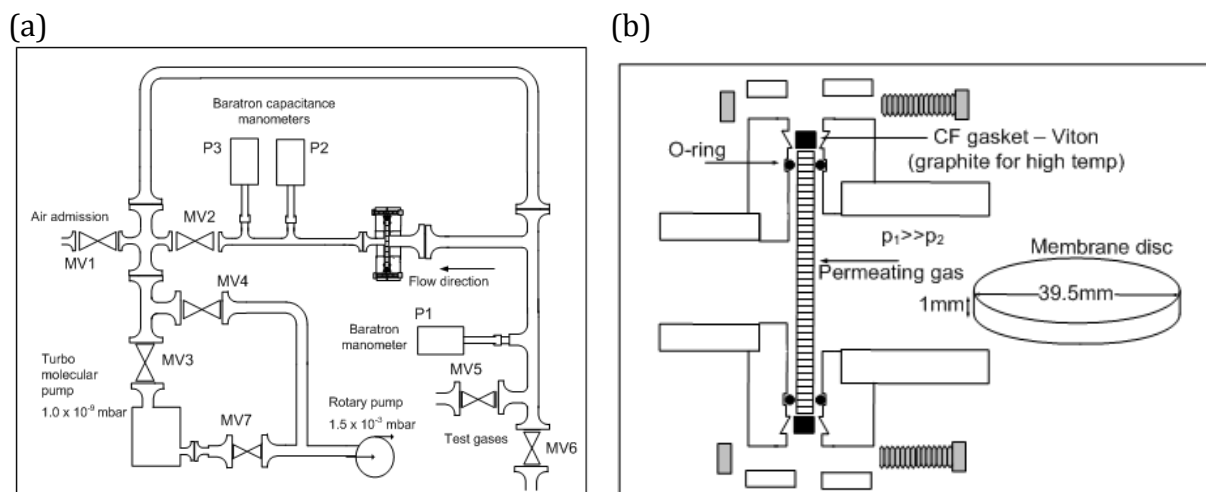 (a)
(b)
Baratron capacitance
manometers
P3
P2
Air admission
MV2
MV1
Flow direction
MV4
P1
Baratron
manometer
MV3
Turbo
molecular
pump
1.0 x 10⁻⁹ mbar
MV5
Rotary pump
1.5 x 10⁻³ mbar
MV7
Test gases
MV6
CF gasket – Viton
(graphite for high temp)
O-ring
p₁>>p₂
Permeating gas
Membrane disc
39.5mm
1mm